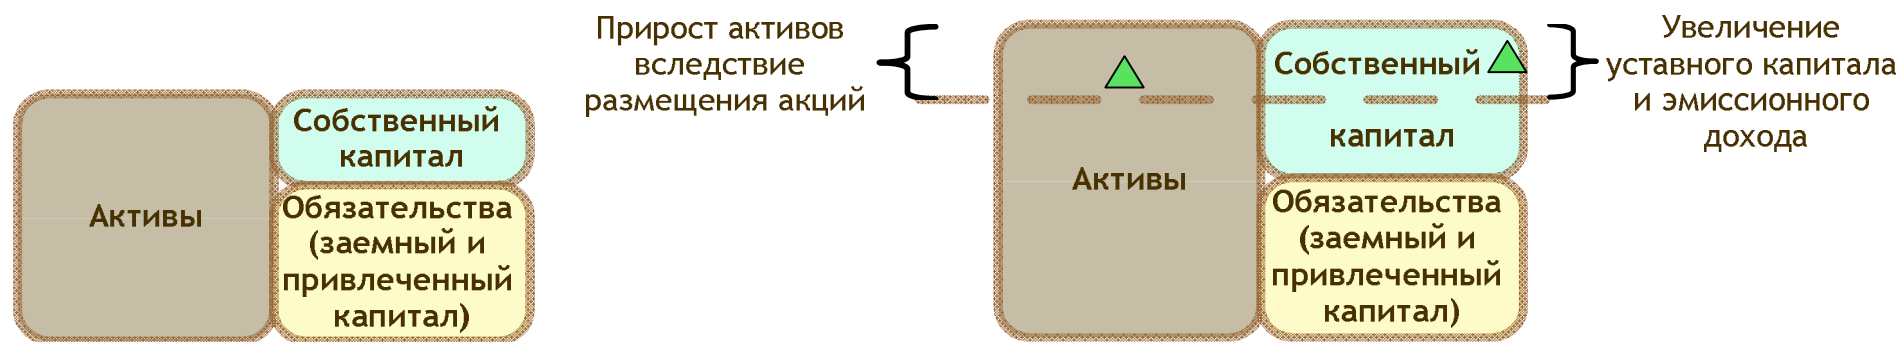 Активы
Собственный
капитал
Обязательства
(заемный и
привлеченный
капитал)
Прирост активов
вследствие
размещения акций
Активы
Собственный
капитал
Обязательства
(заемный и
привлеченный
капитал)
Увеличение
уставного капитала
и эмиссионного
дохода